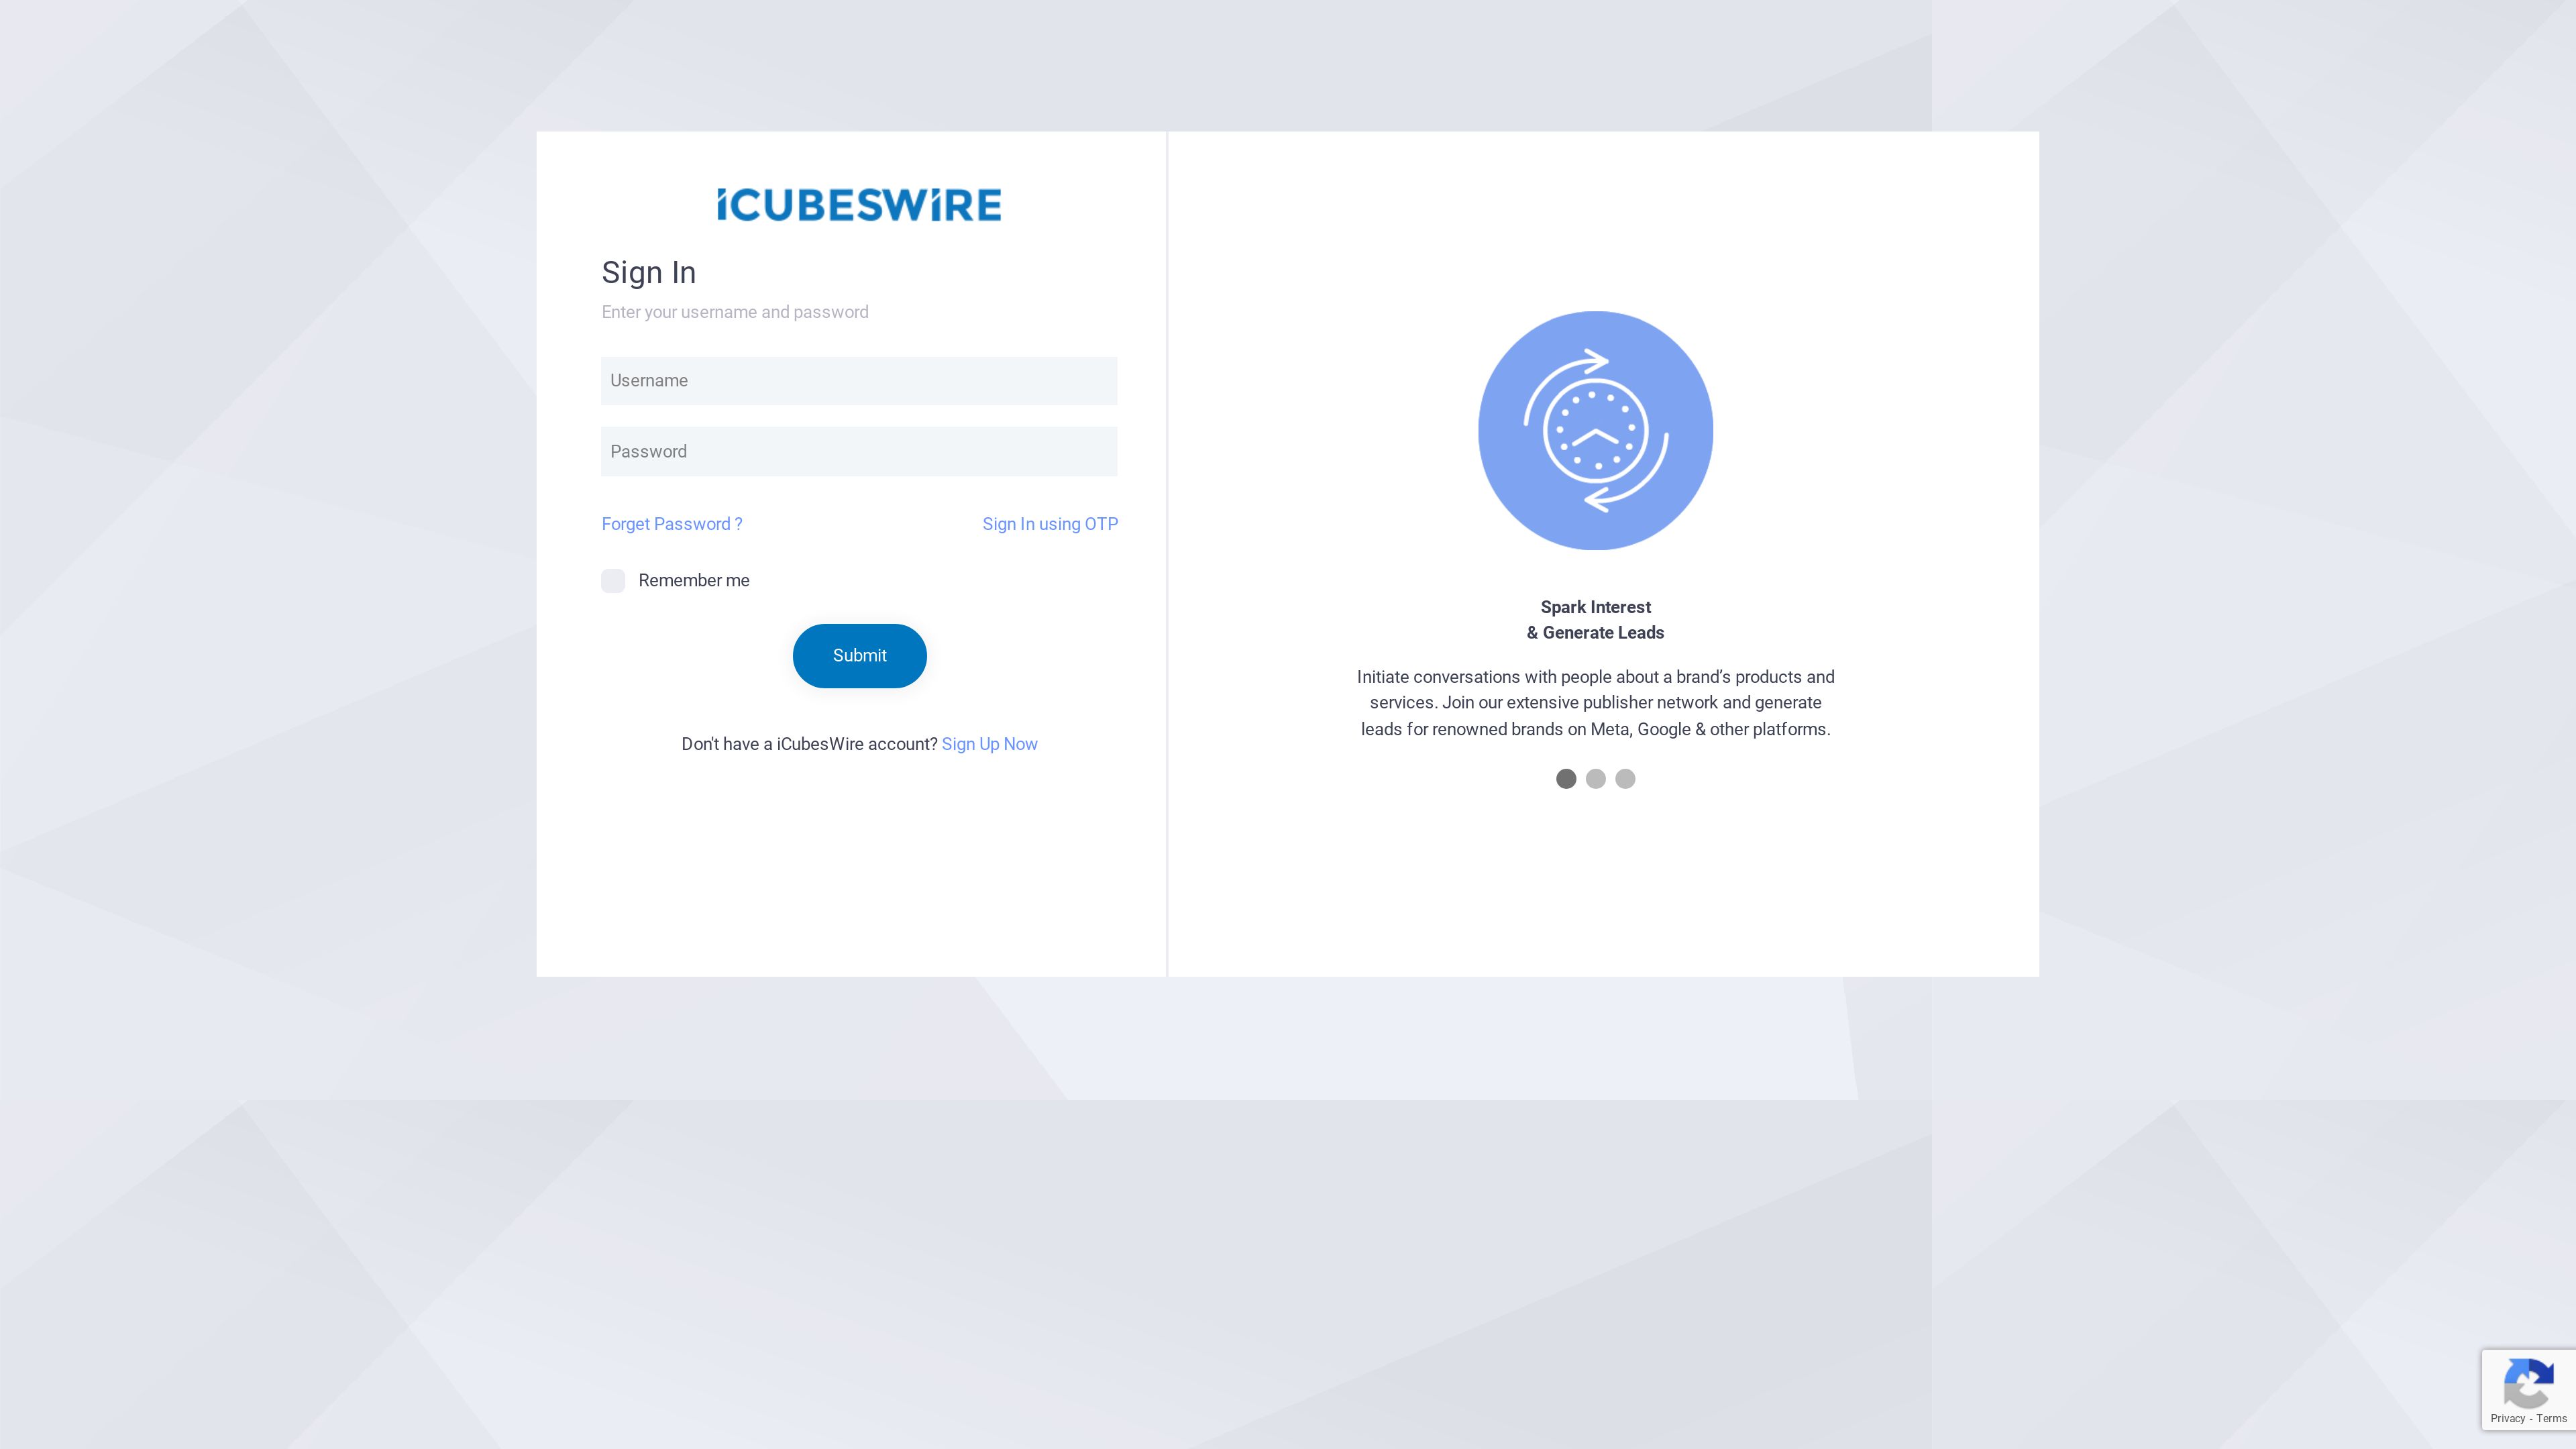 iCUBESWiRE
Sign In
Enter your username and password
Username
Password
Forget Password ?
Sign In using OTP
Remember me
Submit
Don't have a iCubesWire account? Sign Up Now
Spark Interest
& Generate Leads
Initiate conversations with people about a brand’s products and
services. Join our extensive publisher network and generate
leads for renowned brands on Meta, Google & other platforms.
Privacy - Terms